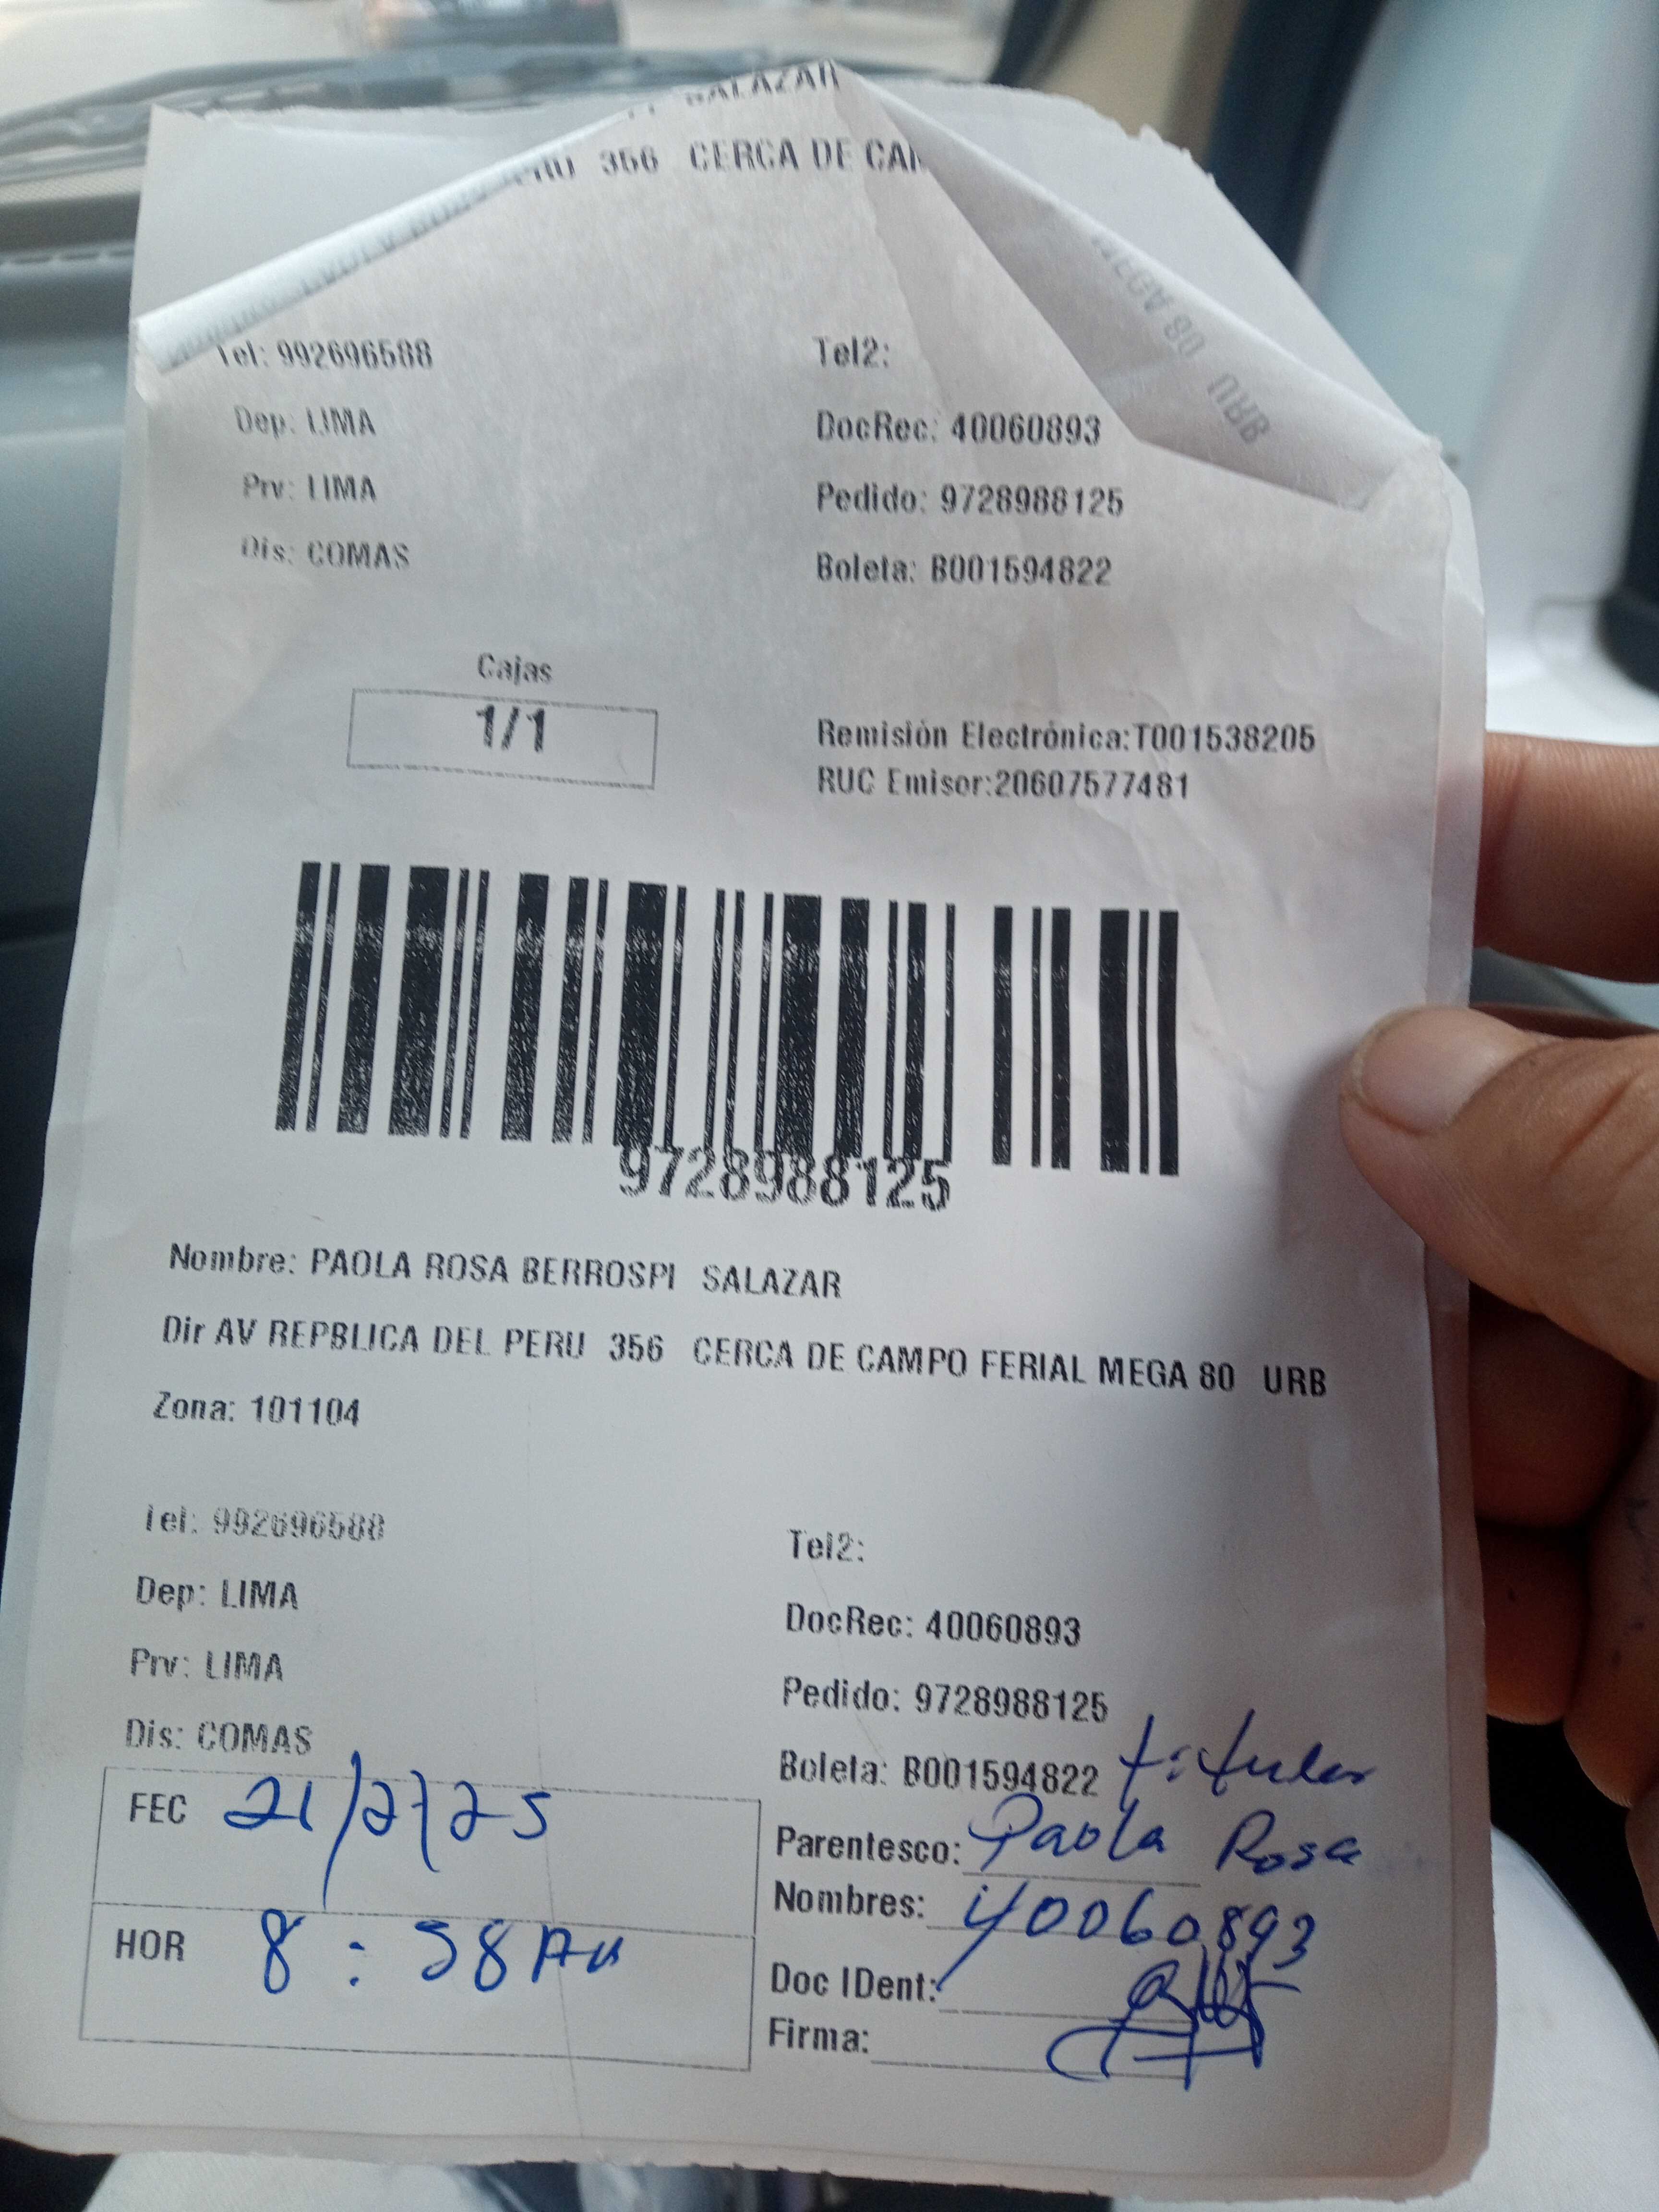 SALAZAR
356 CERCA DE CAM
Tel: 992696588 Tel2:
Dep: LIMA DocRec: 40060893
Prv: LIMA Pedido: 9728988125
Dis: COMAS Boleta: B001594822
Cajas
1/1
Remisión Electrónica:T001538205
RUC Emisor:20607577481
9728988125
Nombre: PAOLA ROSA BERROSPI SALAZAR
Dir AV REPBLICA DEL PERU 356 CERCA DE CAMPO FERIAL MEGA 80 URB
Zona: 101104
Tel: 992696588 Tel2:
Dep: LIMA DocRec: 40060893
Prv: LIMA Pedido: 9728988125
Dis: COMAS Boleta: B001594822 titular
FEC 21/2/25 Parentesco: Paola Rosa
Nombres: 40060893
HOR 8:58 AM Doc IDent:
Firma: